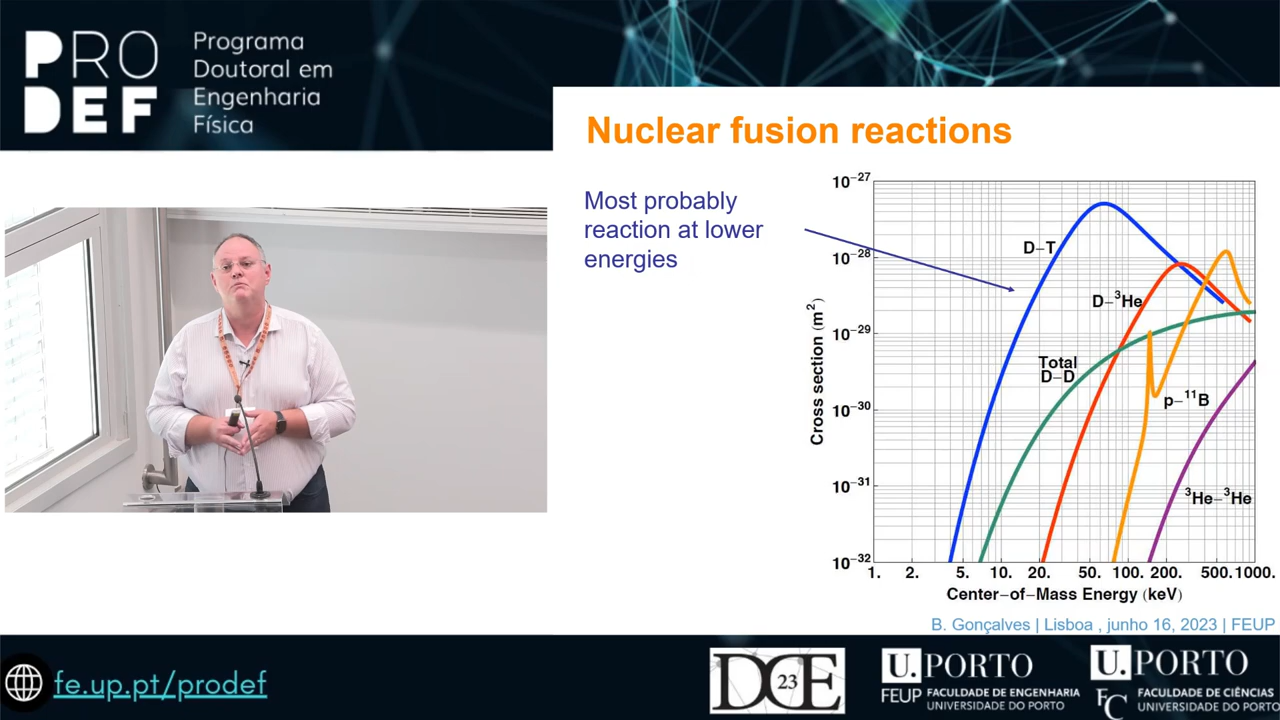 PRO
DEF
Programa
Doutoral em
Engenharia
Física
Nuclear fusion reactions
Most probably
reaction at lower
energies
Cross section (m²)
10⁻²⁷
10⁻²⁸
10⁻²⁹
10⁻³⁰
10⁻³¹
10⁻³²
D–T
D–³He
Total
D–D
p–¹¹B
³He–³He
1. 2. 5. 10. 20. 50. 100. 200. 500. 1000.
Center–of–Mass Energy (keV)
B. Gonçalves | Lisboa , junho 16, 2023 | FEUP
fe.up.pt/prodef
DCE
23
U.PORTO
FEUP FACULDADE DE ENGENHARIA
UNIVERSIDADE DO PORTO
U.PORTO
FC FACULDADE DE CIÊNCIAS
UNIVERSIDADE DO PORTO